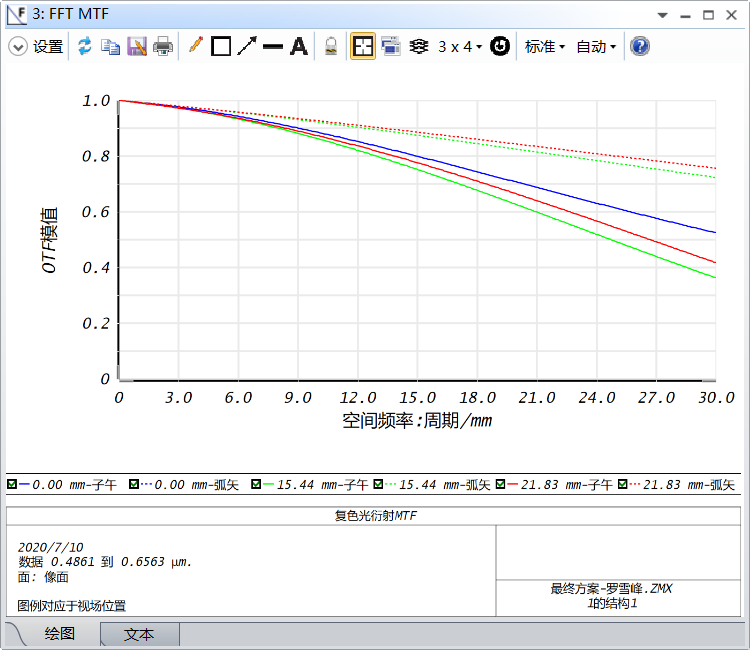 3: FFT MTF
设置 3 x 4 标准 自动
1.0
0.8
0.6
0.4
0.2
0
OTF模值
0 3.0 6.0 9.0 12.0 15.0 18.0 21.0 24.0 27.0 30.0
空间频率:周期/mm
0.00 mm-子午 0.00 mm-弧矢 15.44 mm-子午 15.44 mm-弧矢 21.83 mm-子午 21.83 mm-弧矢
复色光衍射MTF
2020/7/10
数据 0.4861 到 0.6563 µm.
面: 像面
图例对应于视场位置
最终方案-罗雪峰.ZMX
1的结构1
绘图 文本